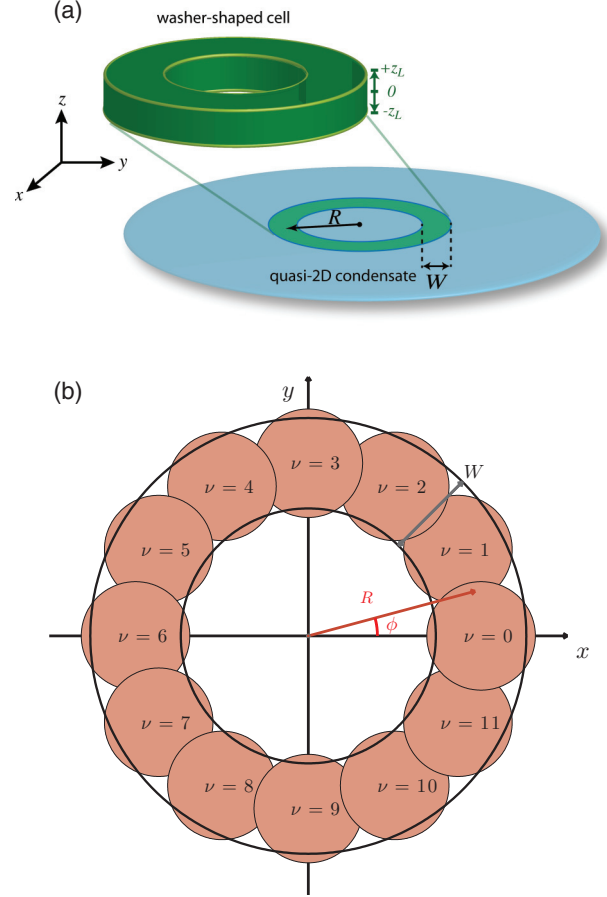 (a)
washer-shaped cell
+z_L
0
-z_L
z
y
x
R
quasi-2D condensate
W
(b)
y
ν = 3
ν = 4
ν = 2
W
ν = 5
ν = 1
R
ϕ
ν = 6
ν = 0
x
ν = 7
ν = 11
ν = 8
ν = 10
ν = 9